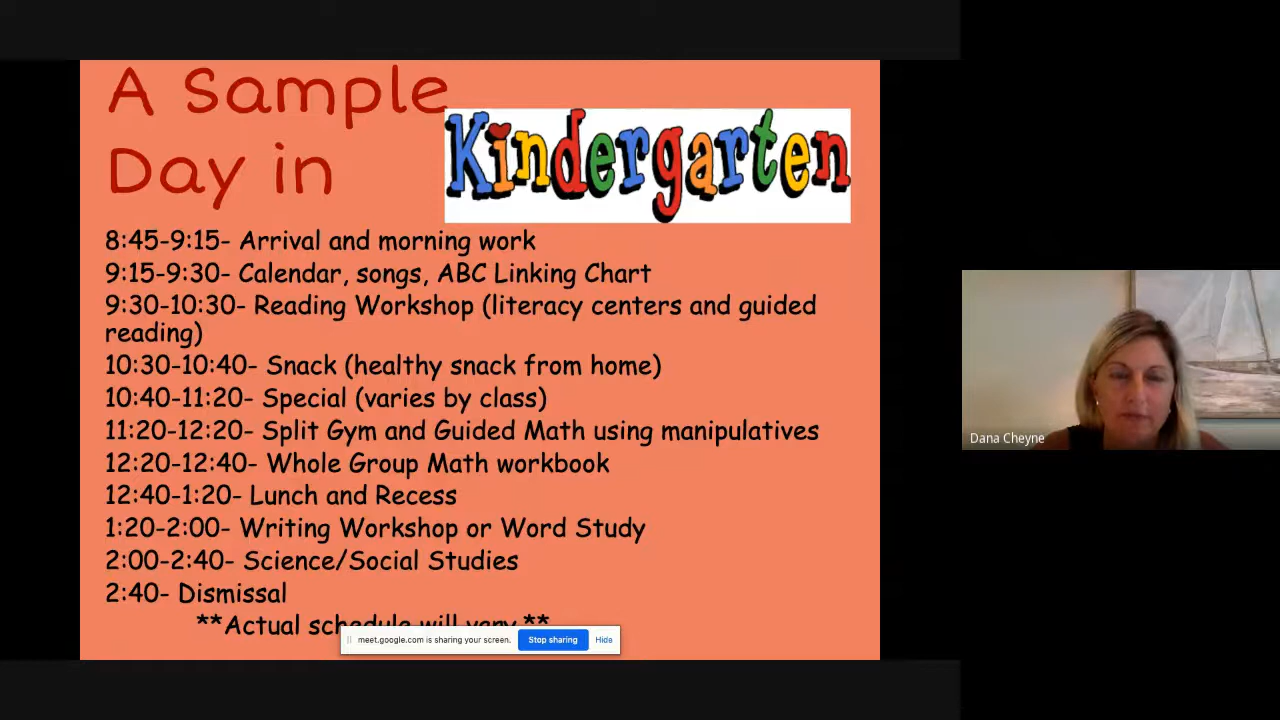 A Sample
Day in
Kindergarten
8:45-9:15- Arrival and morning work
9:15-9:30- Calendar, songs, ABC Linking Chart
9:30-10:30- Reading Workshop (literacy centers and guided
reading)
10:30-10:40- Snack (healthy snack from home)
10:40-11:20- Special (varies by class)
11:20-12:20- Split Gym and Guided Math using manipulatives
12:20-12:40- Whole Group Math workbook
12:40-1:20- Lunch and Recess
1:20-2:00- Writing Workshop or Word Study
2:00-2:40- Science/Social Studies
2:40- Dismissal
**Actual schedule will vary **
meet.google.com is sharing your screen. Stop sharing Hide
Dana Cheyne